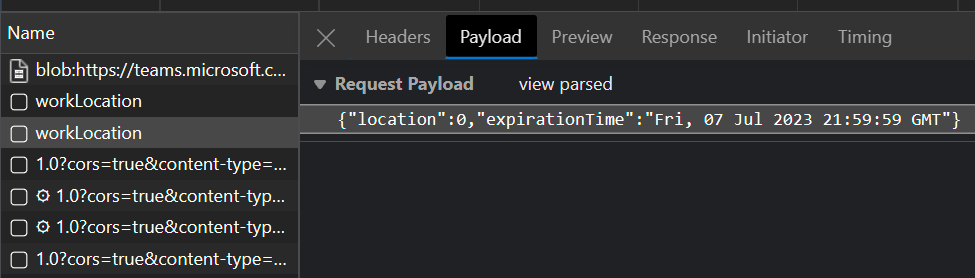 Name
blob:https://teams.microsoft.c...
workLocation
workLocation
1.0?cors=true&content-type=...
1.0?cors=true&content-typ...
1.0?cors=true&content-typ...
1.0?cors=true&content-type=...
Headers Payload Preview Response Initiator Timing
Request Payload view parsed
{"location":0,"expirationTime":"Fri, 07 Jul 2023 21:59:59 GMT"}